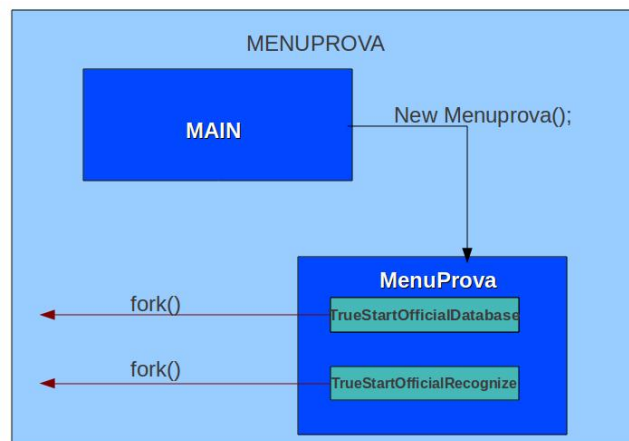 MENUPROVA
New Menuprova();
MAIN
MenuProva
fork()
TrueStartOfficialDatabase
fork()
TrueStartOfficialRecognize